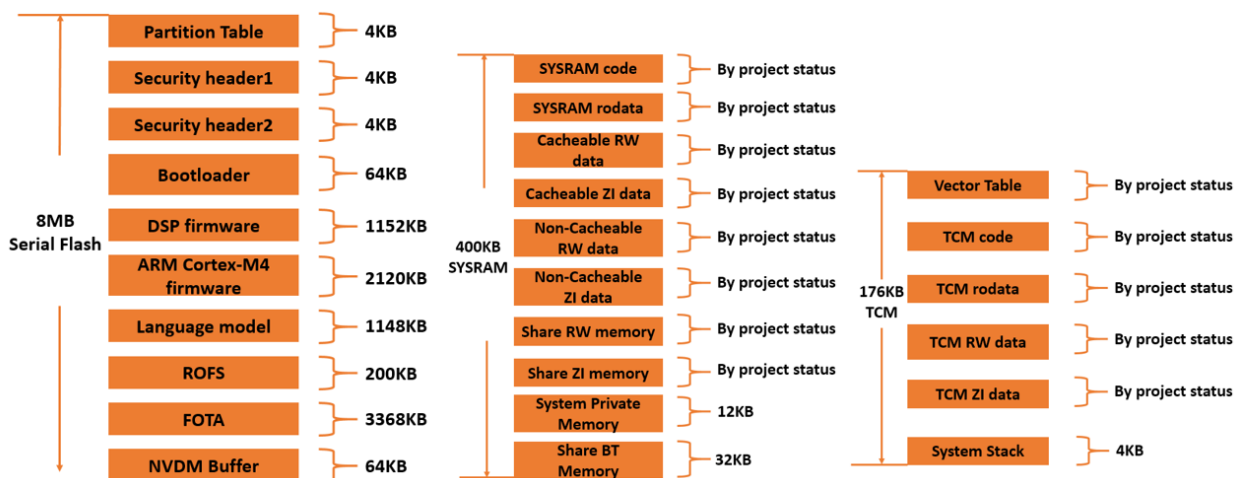 8MB
Serial Flash
Partition Table
4KB
Security header1
4KB
Security header2
4KB
Bootloader
64KB
DSP firmware
1152KB
ARM Cortex-M4
firmware
2120KB
Language model
1148KB
ROFS
200KB
FOTA
3368KB
NVDM Buffer
64KB
400KB
SYSRAM
SYSRAM code
By project status
SYSRAM rodata
By project status
Cacheable RW
data
By project status
Cacheable ZI data
By project status
Non-Cacheable
RW data
By project status
Non-Cacheable
ZI data
By project status
Share RW memory
By project status
Share ZI memory
By project status
System Private
Memory
12KB
Share BT
Memory
32KB
176KB
TCM
Vector Table
By project status
TCM code
By project status
TCM rodata
By project status
TCM RW data
By project status
TCM ZI data
By project status
System Stack
4KB